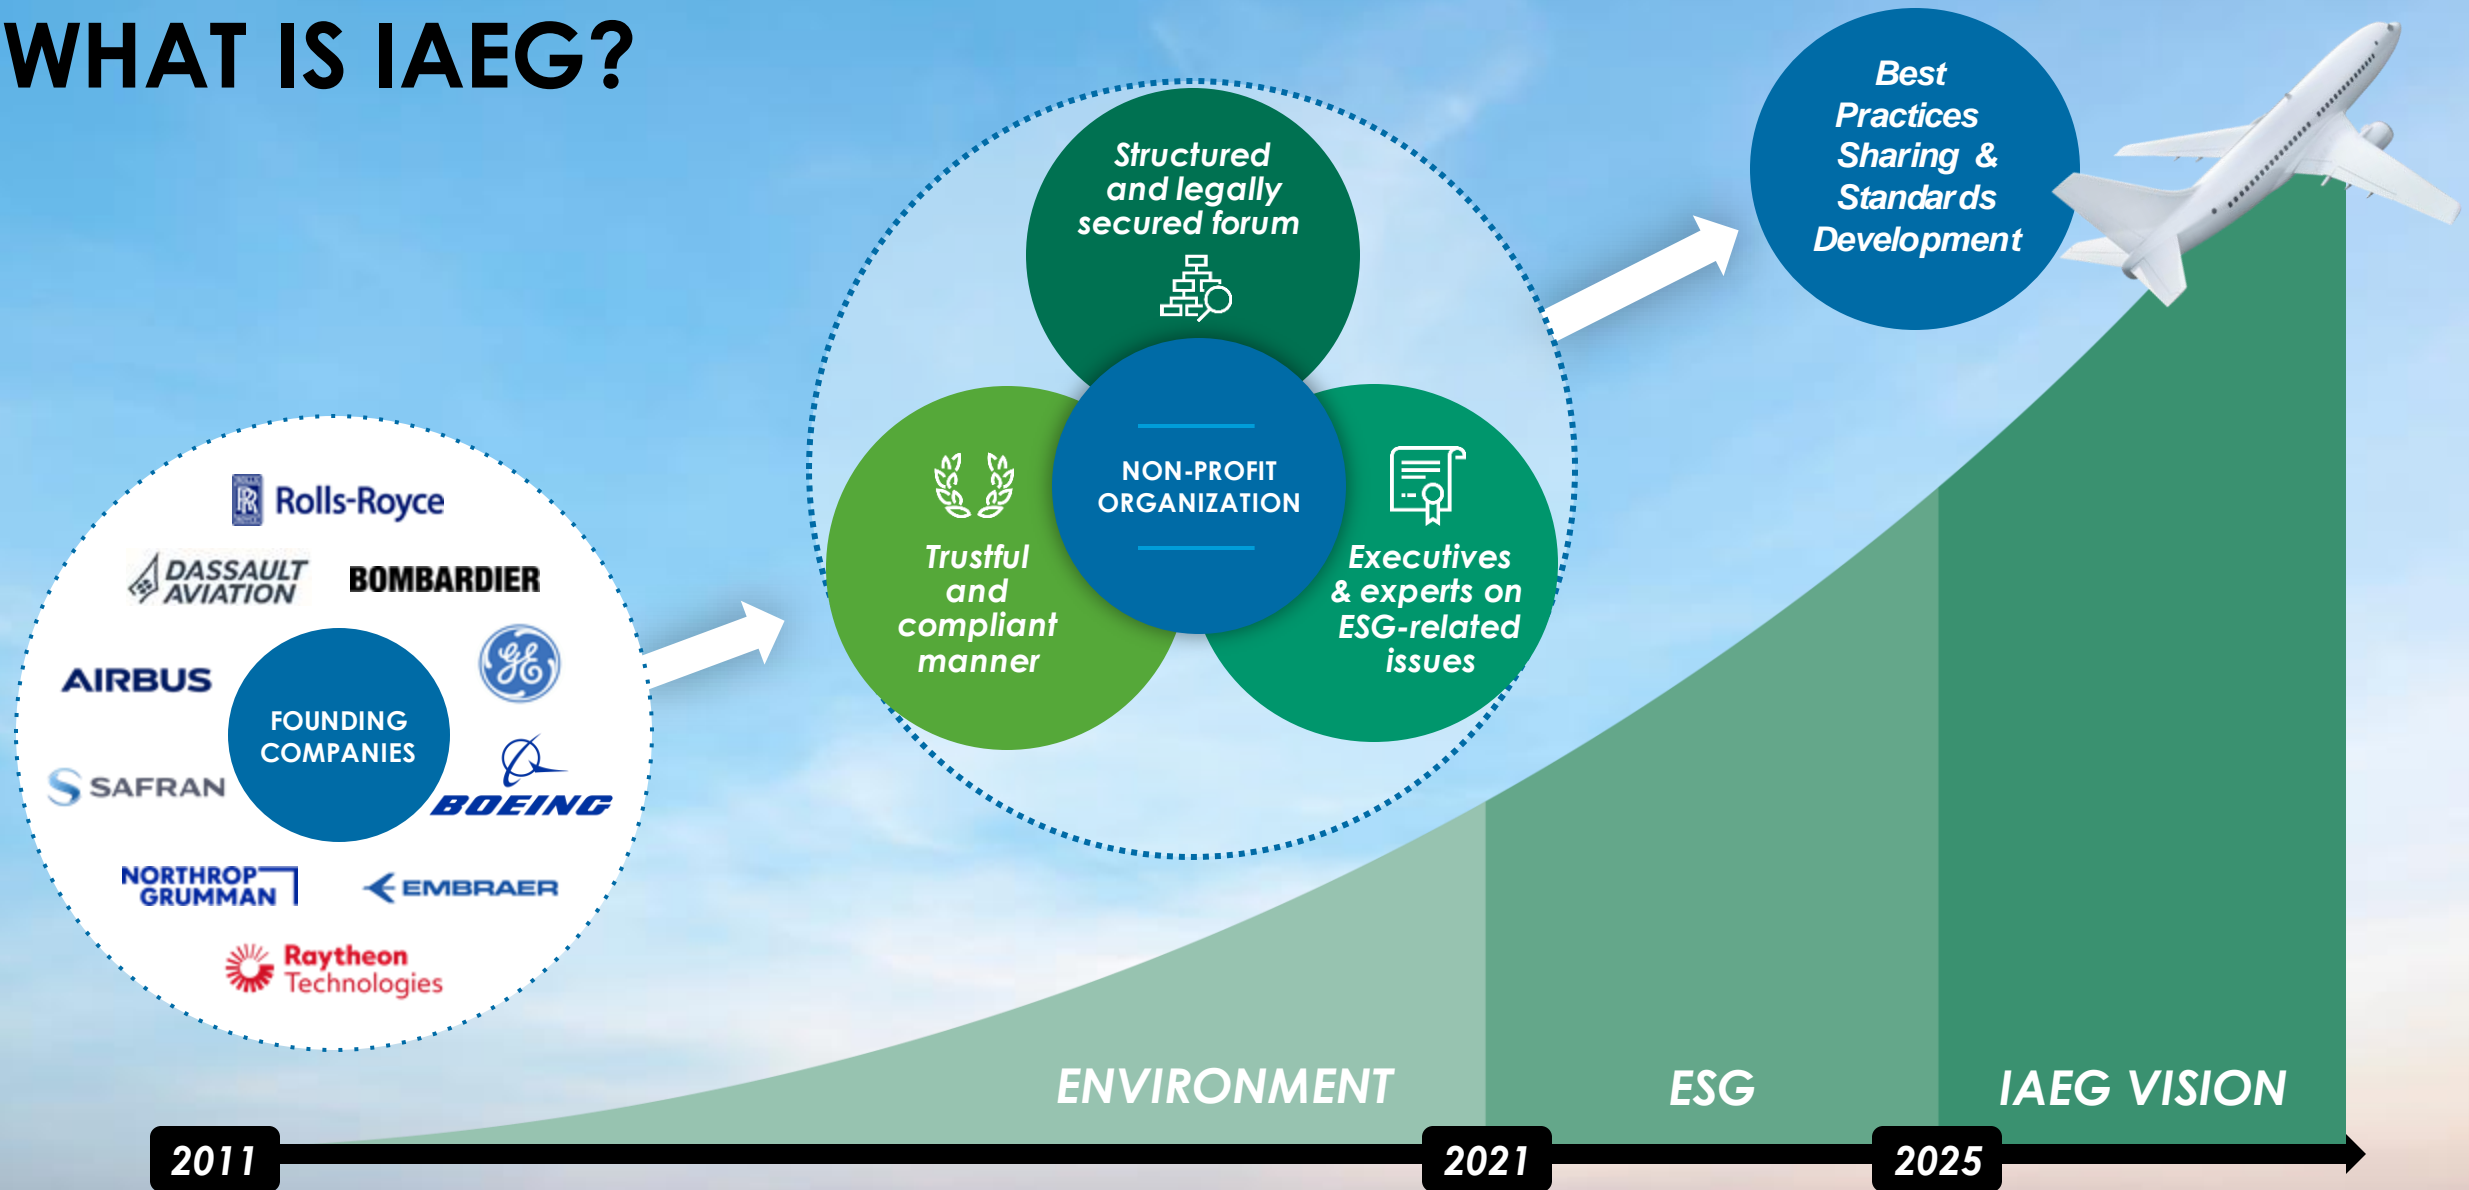 WHAT IS IAEG?
Best
Practices
Sharing &
Standards
Development
Structured
and legally
secured forum
NON-PROFIT
ORGANIZATION
Trustful
and
compliant
manner
Executives
& experts on
ESG-related
issues
Rolls-Royce
DASSAULT
AVIATION
BOMBARDIER
AIRBUS
GE
FOUNDING
COMPANIES
SAFRAN
BOEING
NORTHROP
GRUMMAN
EMBRAER
Raytheon
Technologies
ENVIRONMENT
ESG
IAEG VISION
2011
2021
2025